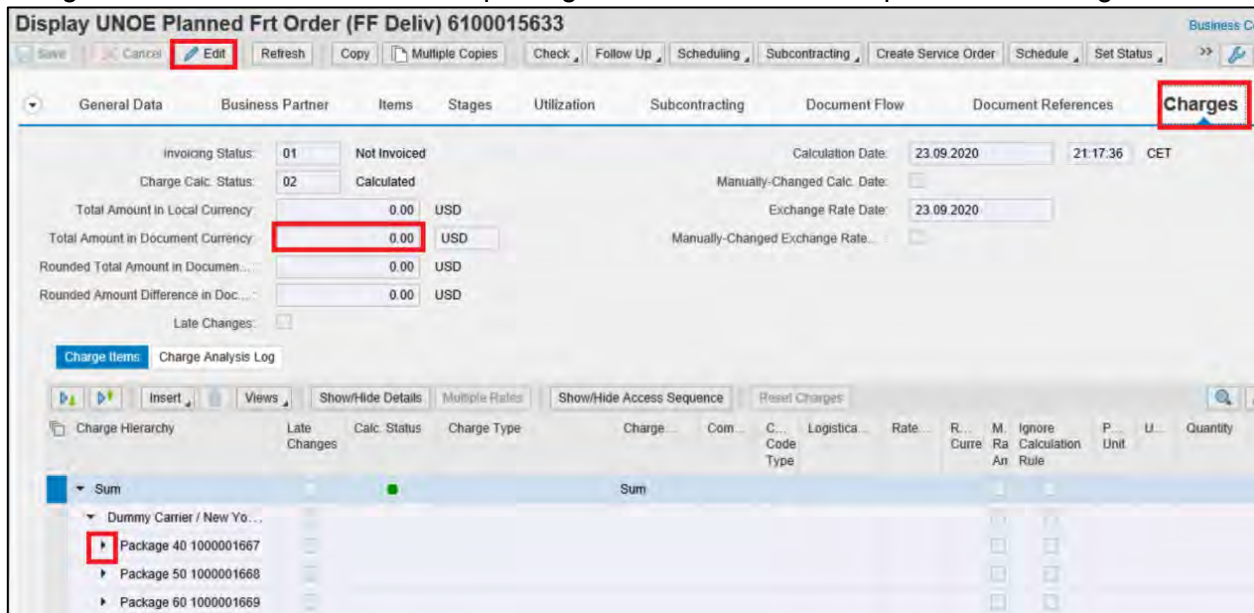 Display UNOE Planned Frt Order (FF Deliv) 6100015633
Business
Save Cancel Edit Refresh Copy Multiple Copies Check Follow Up Scheduling Subcontracting Create Service Order Schedule Set Status >>
General Data Business Partner Items Stages Utilization Subcontracting Document Flow Document References Charges
Invoicing Status: 01 Not Invoiced Calculation Date: 23.09.2020 21:17:36 CET
Charge Calc. Status: 02 Calculated Manually-Changed Calc. Date:
Total Amount in Local Currency: 0.00 USD Exchange Rate Date: 23.09.2020
Total Amount in Document Currency: 0.00 USD Manually-Changed Exchange Rate...:
Rounded Total Amount in Documen...: 0.00 USD
Rounded Amount Difference in Doc...: 0.00 USD
Late Changes:
Charge Items Charge Analysis Log
Insert Views Show/Hide Details Multiple Rates Show/Hide Access Sequence Reset Charges
Charge Hierarchy Late Changes Calc. Status Charge Type Charge... Com... C... Code Type Logistica... Rate... R... Curre M. Ra An Ignore Calculation Rule P... Unit U... Quantity
Sum Sum
Dummy Carrier / New Yo...
Package 40 1000001667
Package 50 1000001668
Package 60 1000001669